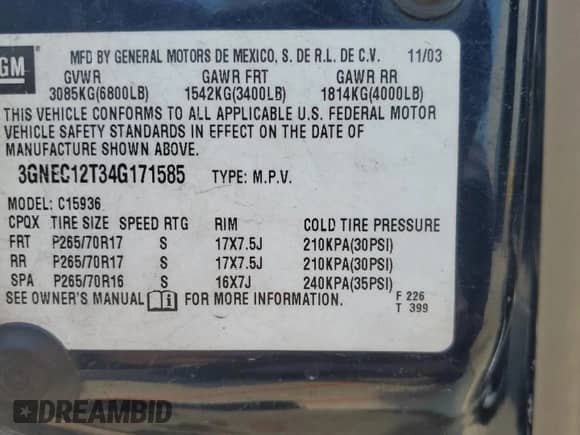 GM
MFD BY GENERAL MOTORS DE MEXICO, S. DE R.L. DE C.V. 11/03
GVWR GAWR FRT GAWR RR
3085KG(6800LB) 1542KG(3400LB) 1814KG(4000LB)
THIS VEHICLE CONFORMS TO ALL APPLICABLE U.S. FEDERAL MOTOR
VEHICLE SAFETY STANDARDS IN EFFECT ON THE DATE OF
MANUFACTURE SHOWN ABOVE.
3GNEC12T34G171585 TYPE: M.P.V.
MODEL: C15936
CPQX TIRE SIZE SPEED RTG RIM COLD TIRE PRESSURE
FRT P265/70R17 S 17X7.5J 210KPA(30PSI)
RR P265/70R17 S 17X7.5J 210KPA(30PSI)
SPA P265/70R16 S 16X7J 240KPA(35PSI)
SEE OWNER'S MANUAL i FOR MORE INFORMATION.
F 226
T 399
DREAMBID